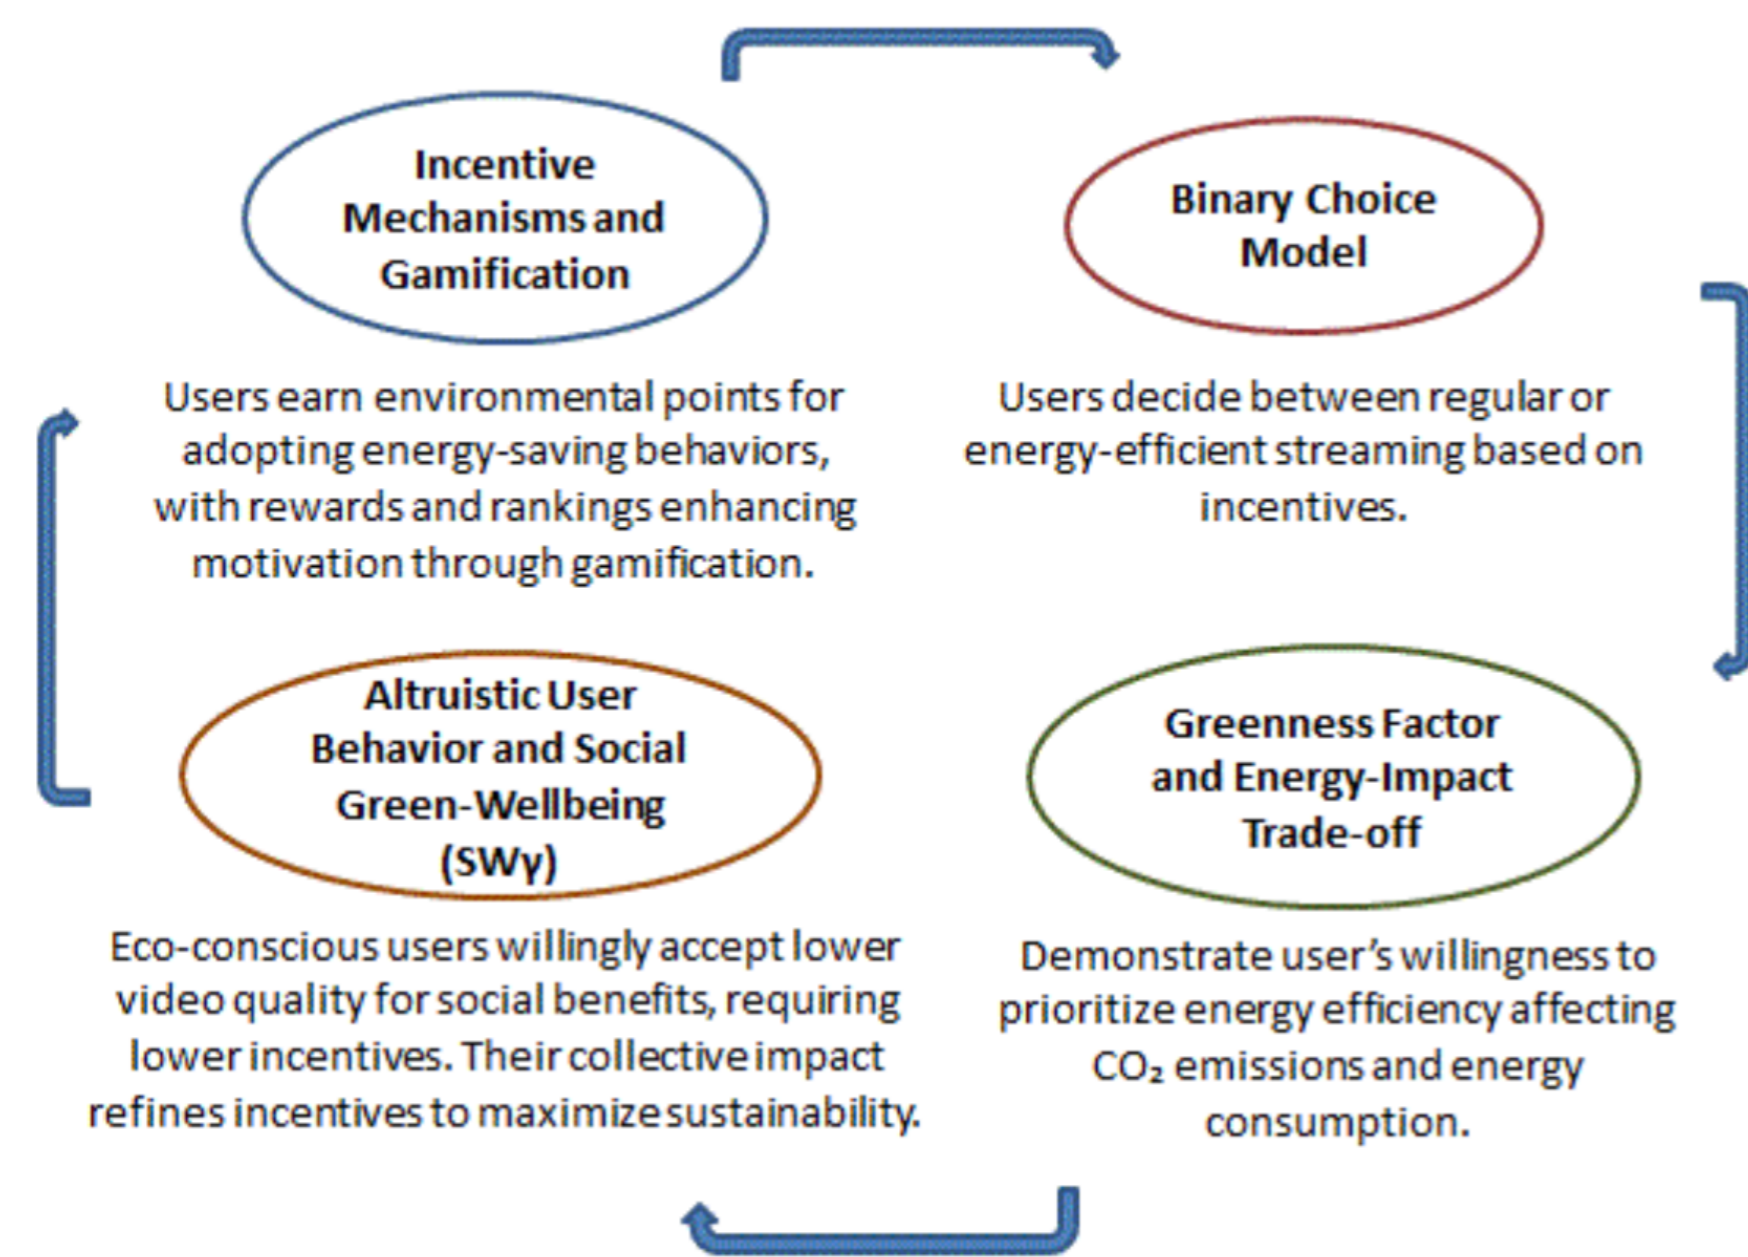 Incentive
Mechanisms and
Gamification
Users earn environmental points for
adopting energy-saving behaviors,
with rewards and rankings enhancing
motivation through gamification.
Binary Choice
Model
Users decide between regular or
energy-efficient streaming based on
incentives.
Altruistic User
Behavior and Social
Green-Wellbeing
(SWγ)
Eco-conscious users willingly accept lower
video quality for social benefits, requiring
lower incentives. Their collective impact
refines incentives to maximize sustainability.
Greenness Factor
and Energy-Impact
Trade-off
Demonstrate user’s willingness to
prioritize energy efficiency affecting
CO₂ emissions and energy
consumption.